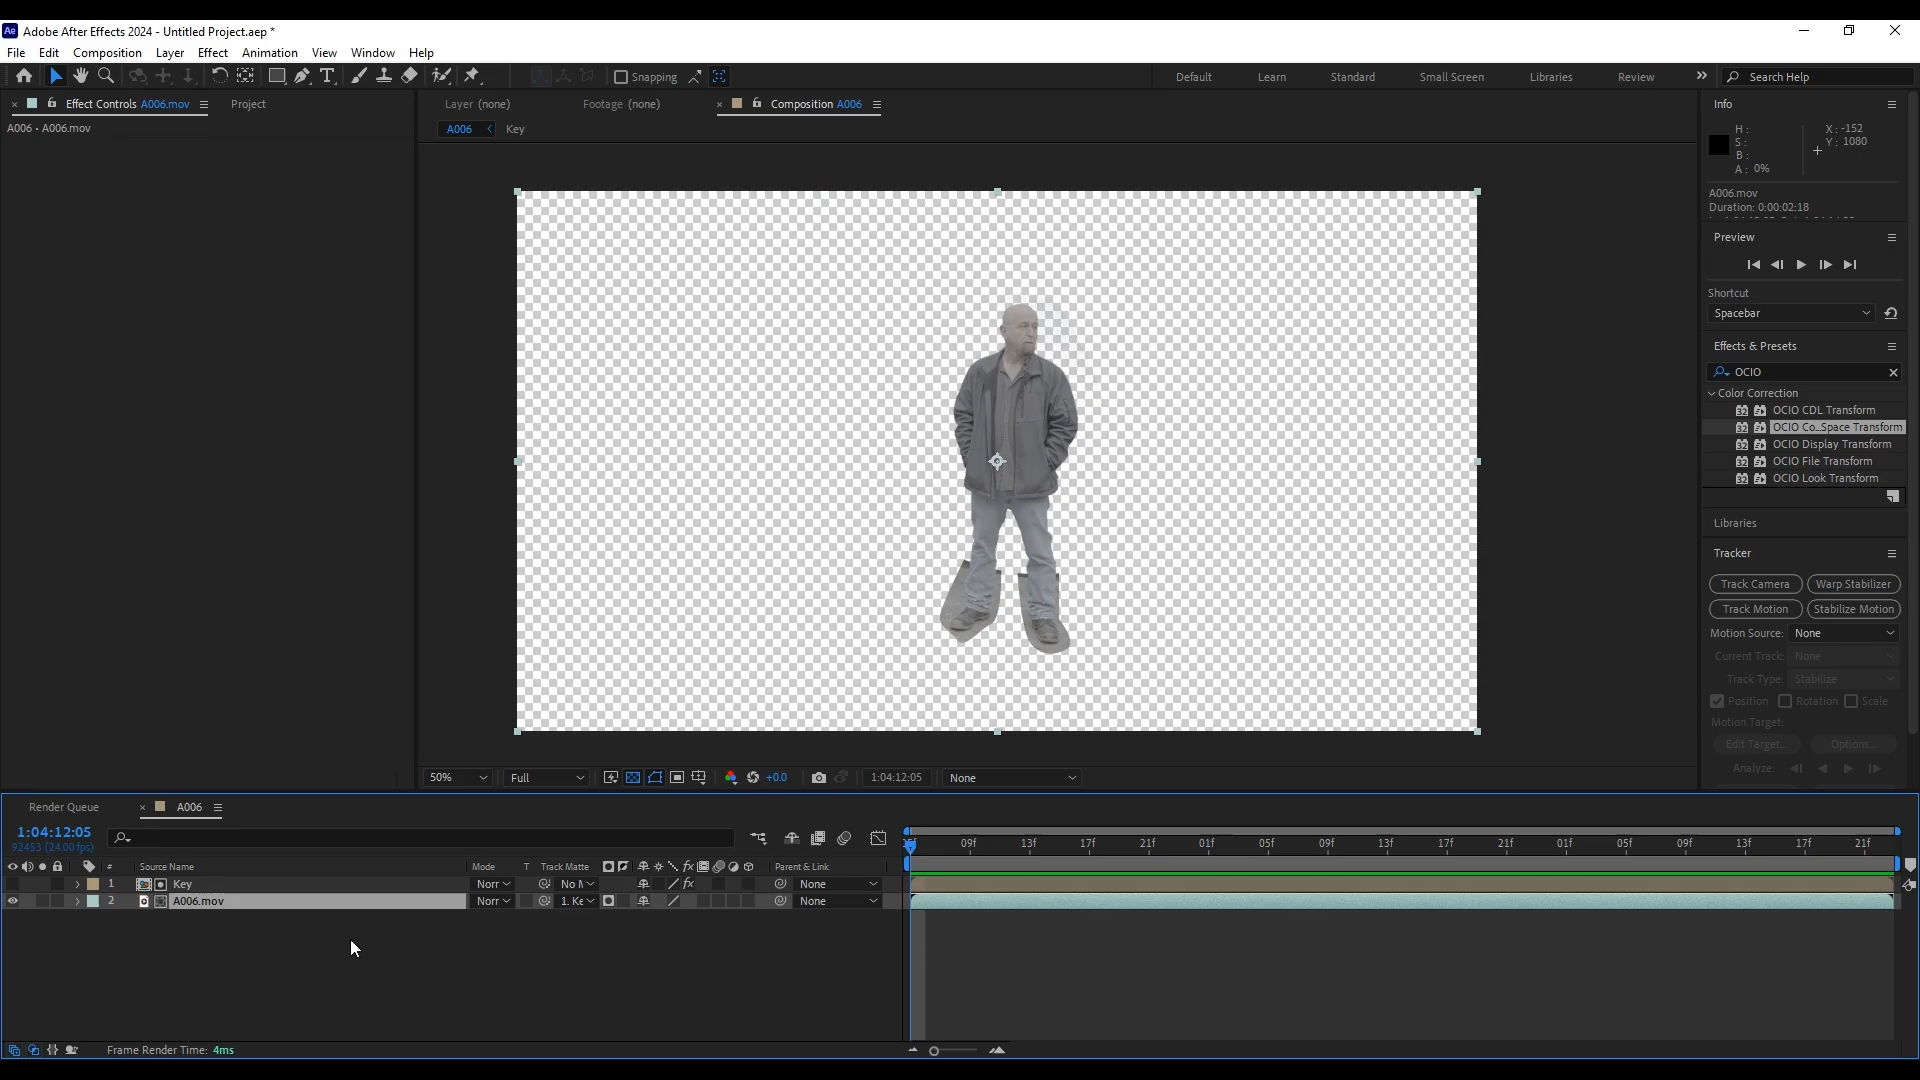 Ae Adobe After Effects 2024 - Untitled Project.aep *
File Edit Composition Layer Effect Animation View Window Help
Snapping Default Learn Standard Small Screen Libraries Review » Search Help
Effect Controls A006.mov Project
A006 • A006.mov
Layer (none) Footage (none) Composition A006
A006 Key
Info
H :
S :
B :
A : 0%
X : -152
Y : 1080
A006.mov
Duration: 0:00:02:18
Preview
Shortcut
Spacebar
Effects & Presets
OCIO
Color Correction
32 OCIO CDL Transform
32 OCIO Co...Space Transform
32 OCIO Display Transform
32 OCIO File Transform
32 OCIO Look Transform
Libraries
Tracker
Track Camera Warp Stabilizer
Track Motion Stabilize Motion
Motion Source: None
Current Track: None
Track Type: Stabilize
Position Rotation Scale
Motion Target:
Edit Target... Options...
Analyze:
50% Full +0.0 1:04:12:05 None
Render Queue A006
1:04:12:05
92453 (24.00 fps)
# Source Name Mode T Track Matte fx Parent & Link
1 Key Norr No M fx None
2 A006.mov Norr 1. Ke None
09f 13f 17f 21f 01f 05f 09f 13f 17f 21f 01f 05f 09f 13f 17f 21f
Frame Render Time: 4ms